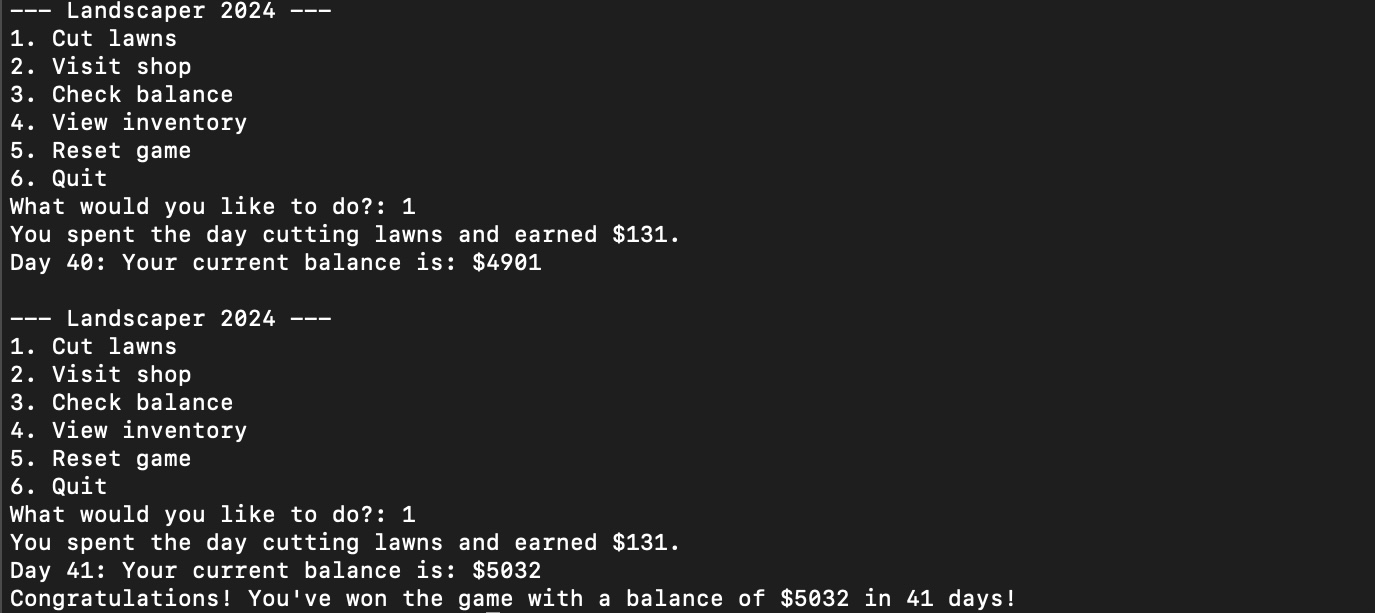 --- Landscaper 2024 ---
1. Cut lawns
2. Visit shop
3. Check balance
4. View inventory
5. Reset game
6. Quit
What would you like to do?: 1
You spent the day cutting lawns and earned $131.
Day 40: Your current balance is: $4901
--- Landscaper 2024 ---
1. Cut lawns
2. Visit shop
3. Check balance
4. View inventory
5. Reset game
6. Quit
What would you like to do?: 1
You spent the day cutting lawns and earned $131.
Day 41: Your current balance is: $5032
Congratulations! You've won the game with a balance of $5032 in 41 days!